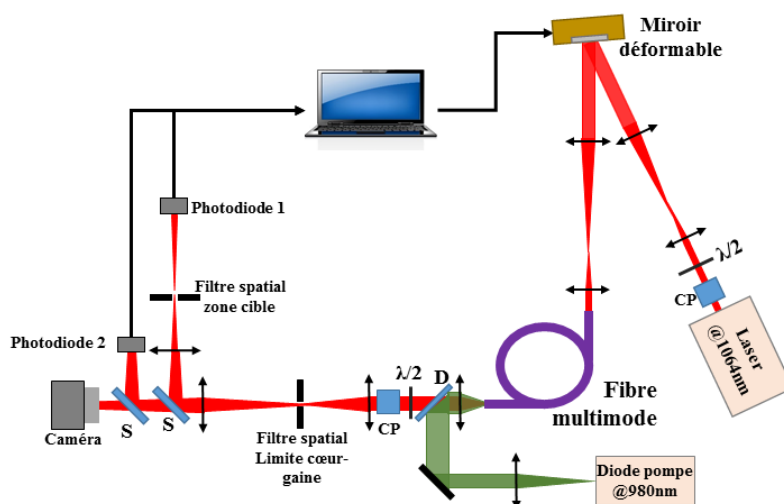 Miroir
déformable
Photodiode 1
Filtre spatial
zone cible
Photodiode 2
λ/2
CP
Laser
@1064nm
Caméra
S
S
Filtre spatial
Limite cœur-
gaine
CP
λ/2
D
Fibre
multimode
Diode pompe
@980nm